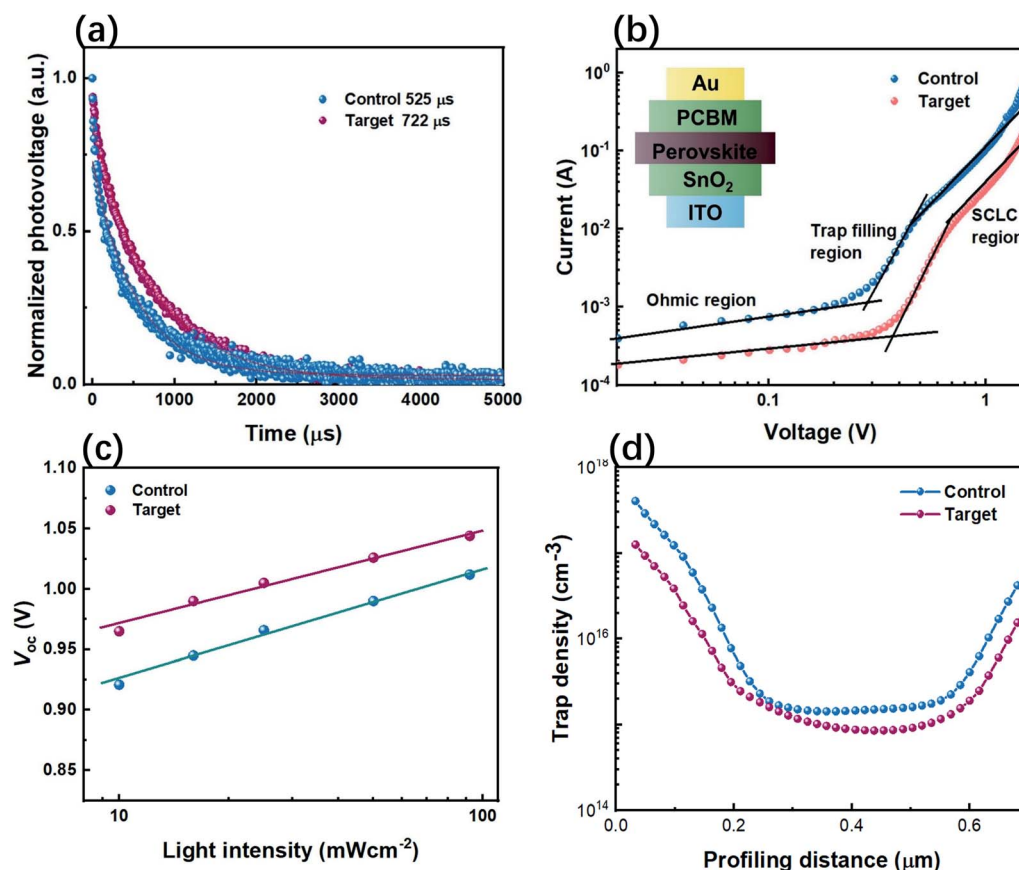 (a)
Normalized photovoltage (a.u.)
1.0
0.5
0.0
Control 525 μs
Target 722 μs
0 1000 2000 3000 4000 5000
Time (μs)
(b)
Current (A)
10⁰
10⁻¹
10⁻²
10⁻³
10⁻⁴
Au
PCBM
Perovskite
SnO₂
ITO
Control
Target
Trap filling
region
SCLC
region
Ohmic region
0.1 1
Voltage (V)
(c)
V_oc (V)
1.10
1.05
1.00
0.95
0.90
0.85
Control
Target
10 100
Light intensity (mWcm⁻²)
(d)
Trap density (cm⁻³)
10¹⁸
10¹⁶
10¹⁴
Control
Target
0.0 0.2 0.4 0.6
Profiling distance (μm)